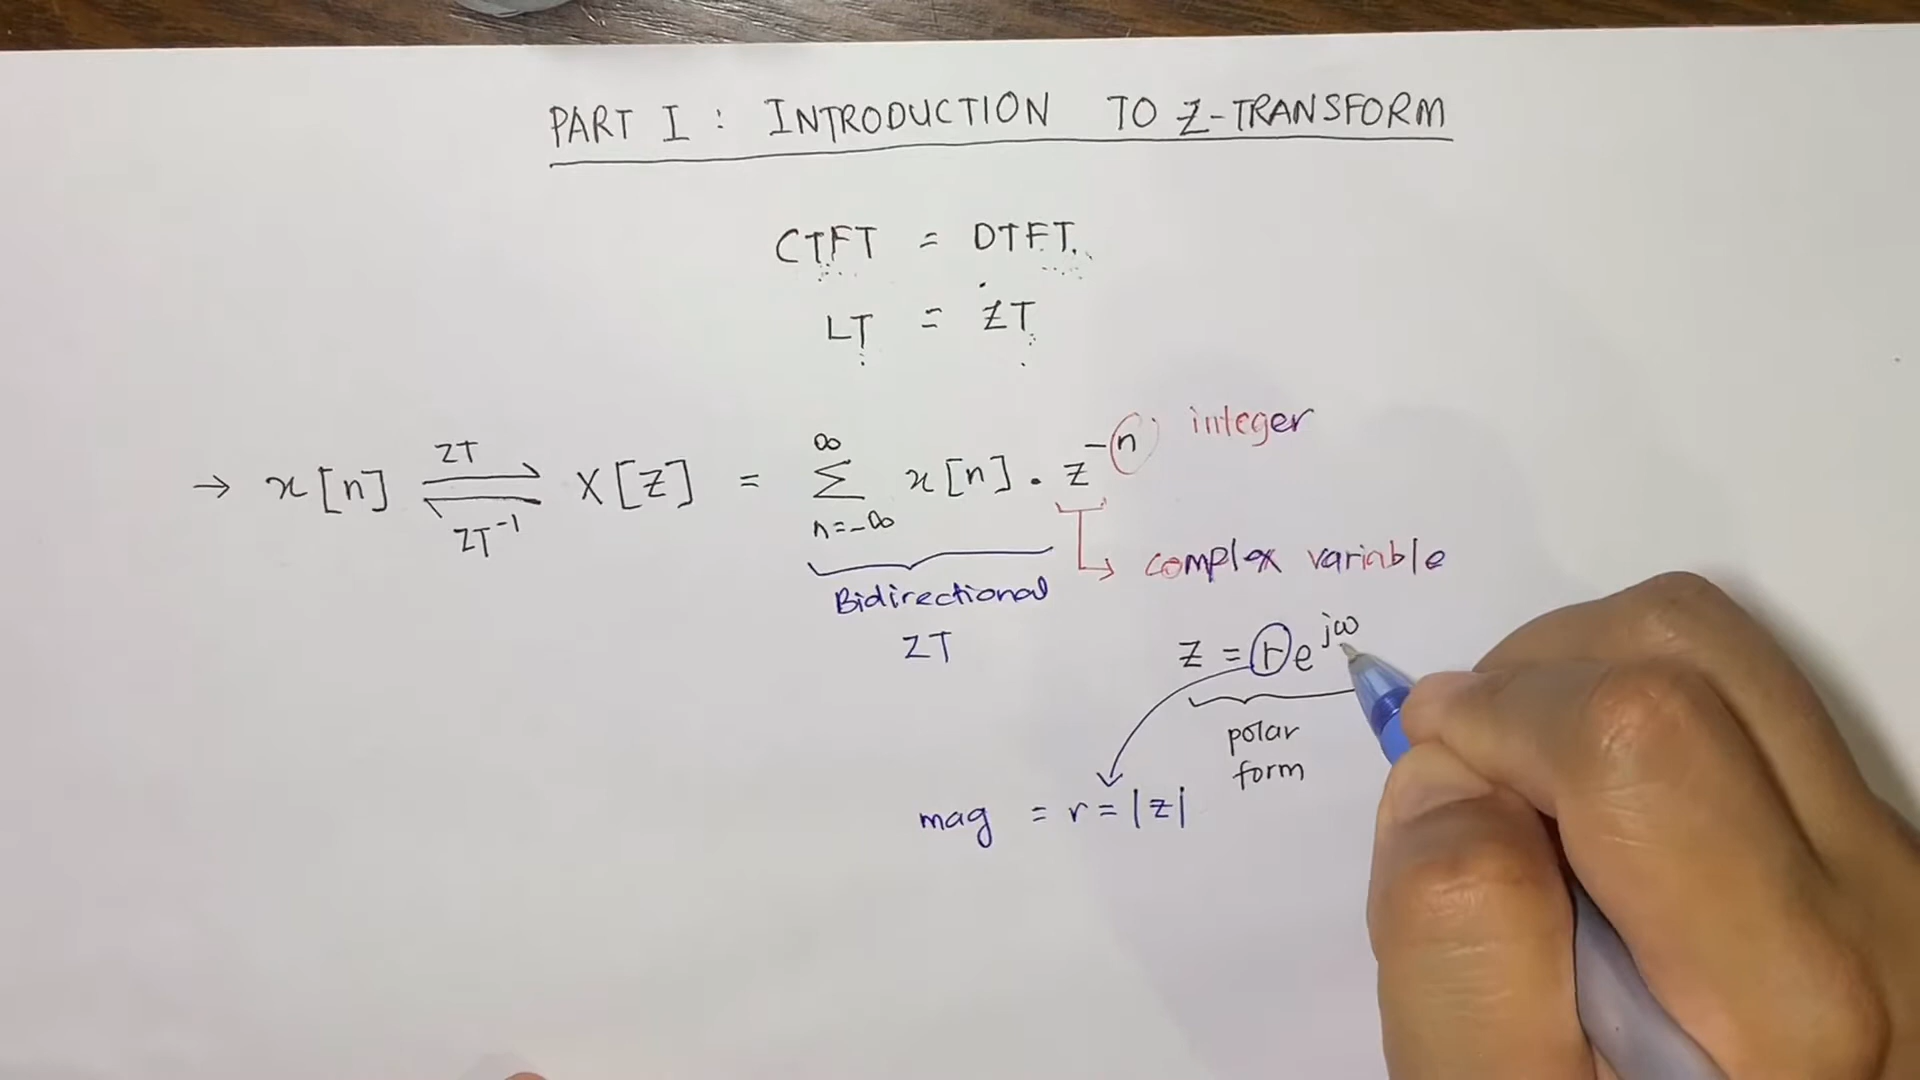 PART I : INTRODUCTION TO Z-TRANSFORM
CTFT = DTFT
LT = ZT
→ x[n] ZT ⇌ ZT⁻¹ X[Z] = ∞ Σ n=-∞ x[n] · z⁻ⁿ integer
Bidirectional
ZT
complex variable
z = re^jω
polar
form
mag = r = |z|